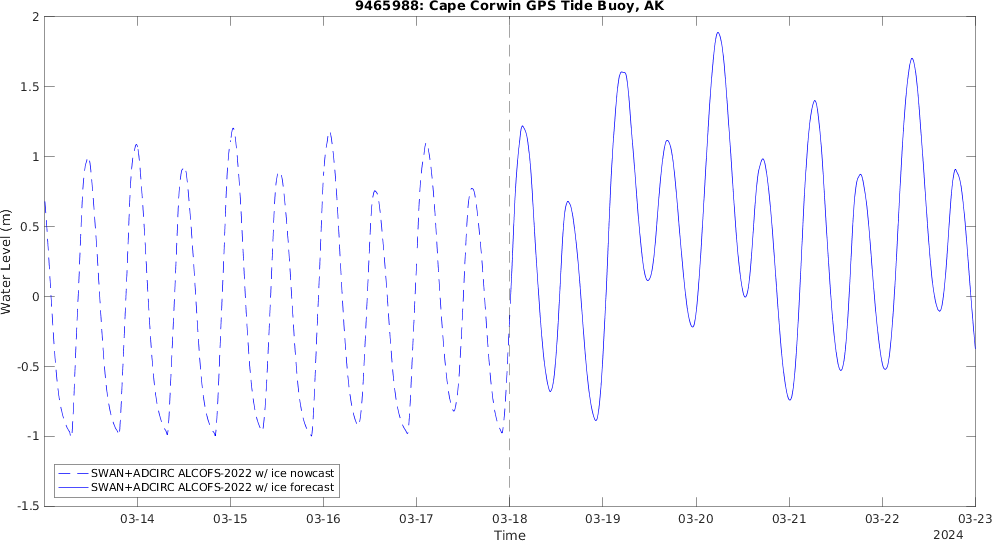 9465988: Cape Corwin GPS Tide Buoy, AK
2
1.5
1
0.5
0
-0.5
-1
-1.5
Water Level (m)
SWAN+ADCIRC ALCOFS-2022 w/ ice nowcast
SWAN+ADCIRC ALCOFS-2022 w/ ice forecast
03-14 03-15 03-16 03-17 03-18 03-19 03-20 03-21 03-22 03-23
Time
2024